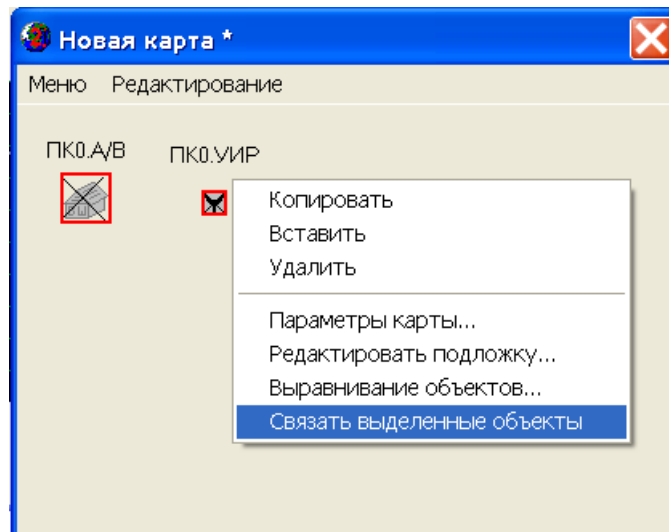 Новая карта *
Меню Редактирование
ПК0.А/В ПК0.УИР
Копировать
Вставить
Удалить
Параметры карты...
Редактировать подложку...
Выравнивание объектов...
Связать выделенные объекты